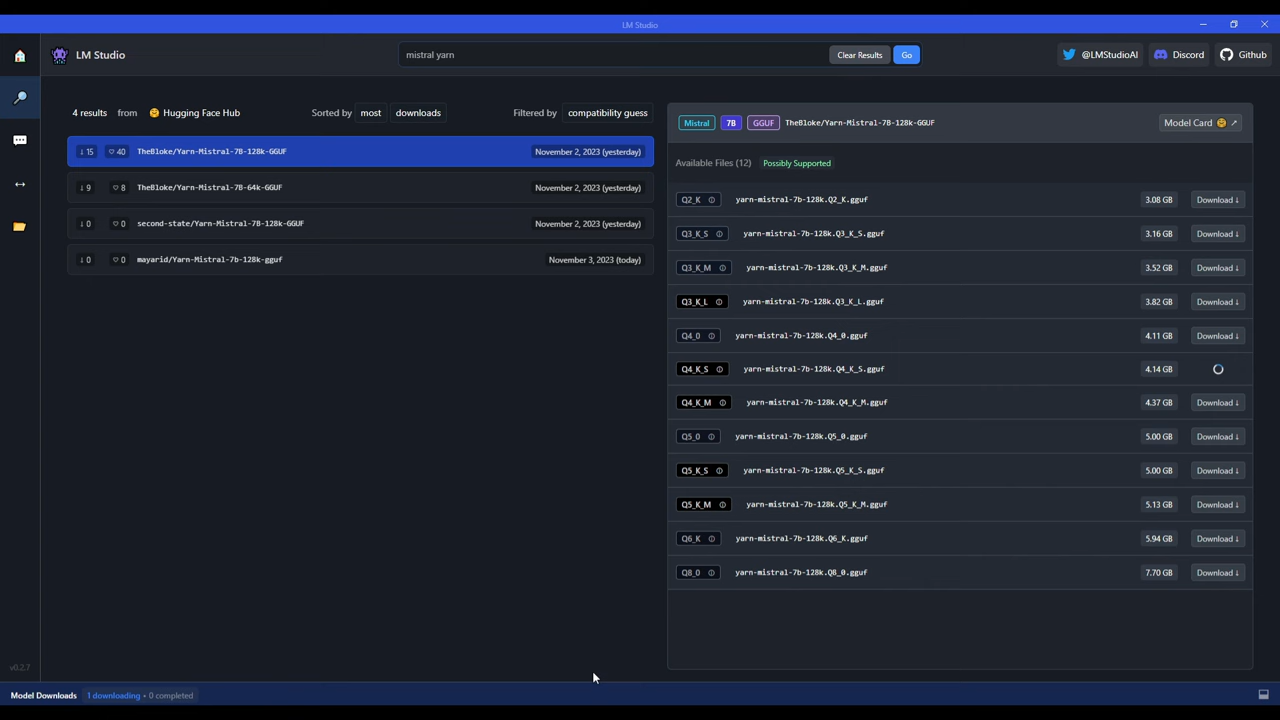 LM Studio
LM Studio
mistral yarn
Clear Results
Go
@LMStudioAI
Discord
Github
4 results from Hugging Face Hub
Sorted by most downloads
Filtered by compatibility guess
↓15 ♡40 TheBloke/Yarn-Mistral-7B-128k-GGUF November 2, 2023 (yesterday)
↓9 ♡8 TheBloke/Yarn-Mistral-7B-64k-GGUF November 2, 2023 (yesterday)
↓0 ♡0 second-state/Yarn-Mistral-7B-128k-GGUF November 2, 2023 (yesterday)
↓0 ♡0 mayarid/Yarn-Mistral-7b-128k-gguf November 3, 2023 (today)
Mistral 7B GGUF TheBloke/Yarn-Mistral-7B-128k-GGUF Model Card ↗
Available Files (12) Possibly Supported
Q2_K yarn-mistral-7b-128k.Q2_K.gguf 3.08 GB Download ↓
Q3_K_S yarn-mistral-7b-128k.Q3_K_S.gguf 3.16 GB Download ↓
Q3_K_M yarn-mistral-7b-128k.Q3_K_M.gguf 3.52 GB Download ↓
Q3_K_L yarn-mistral-7b-128k.Q3_K_L.gguf 3.82 GB Download ↓
Q4_0 yarn-mistral-7b-128k.Q4_0.gguf 4.11 GB Download ↓
Q4_K_S yarn-mistral-7b-128k.Q4_K_S.gguf 4.14 GB
Q4_K_M yarn-mistral-7b-128k.Q4_K_M.gguf 4.37 GB Download ↓
Q5_0 yarn-mistral-7b-128k.Q5_0.gguf 5.00 GB Download ↓
Q5_K_S yarn-mistral-7b-128k.Q5_K_S.gguf 5.00 GB Download ↓
Q5_K_M yarn-mistral-7b-128k.Q5_K_M.gguf 5.13 GB Download ↓
Q6_K yarn-mistral-7b-128k.Q6_K.gguf 5.94 GB Download ↓
Q8_0 yarn-mistral-7b-128k.Q8_0.gguf 7.70 GB Download ↓
v0.2.7
Model Downloads 1 downloading • 0 completed